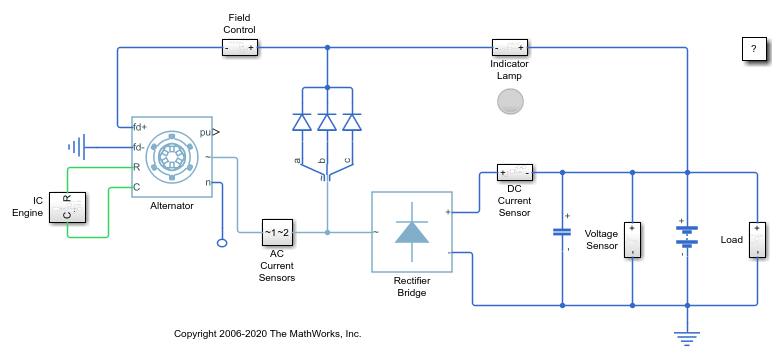 Field
Control
- +
- +
Indicator
Lamp
?
fd+
fd-
R
C
pu
~
n
Alternator
IC
Engine
R
C
a
b
c
~
~1 ~2
AC
Current
Sensors
~
+
-
Rectifier
Bridge
+ -
DC
Current
Sensor
+
-
Voltage
Sensor
+
-
+
-
Load
+
-
Copyright 2006-2020 The MathWorks, Inc.